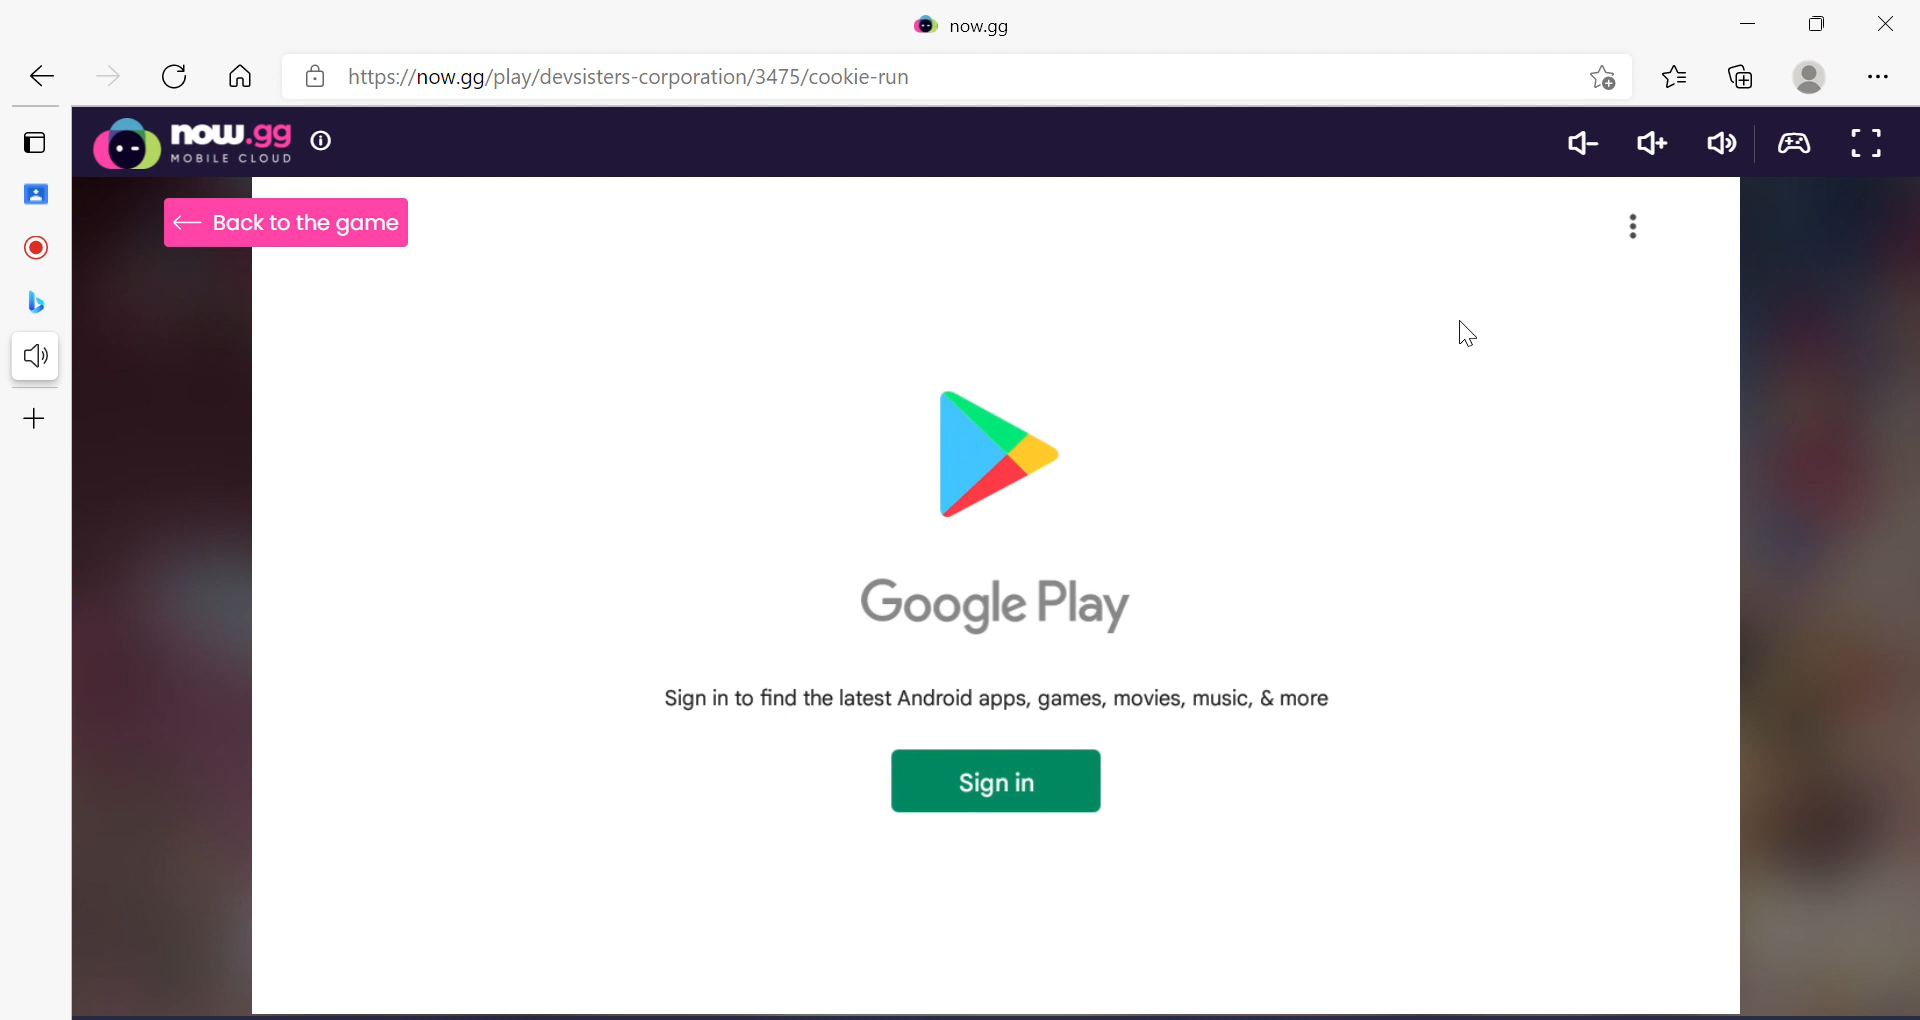 now.gg
https://now.gg/play/devsisters-corporation/3475/cookie-run
now.gg
MOBILE CLOUD
Back to the game
Google Play
Sign in to find the latest Android apps, games, movies, music, & more
Sign in